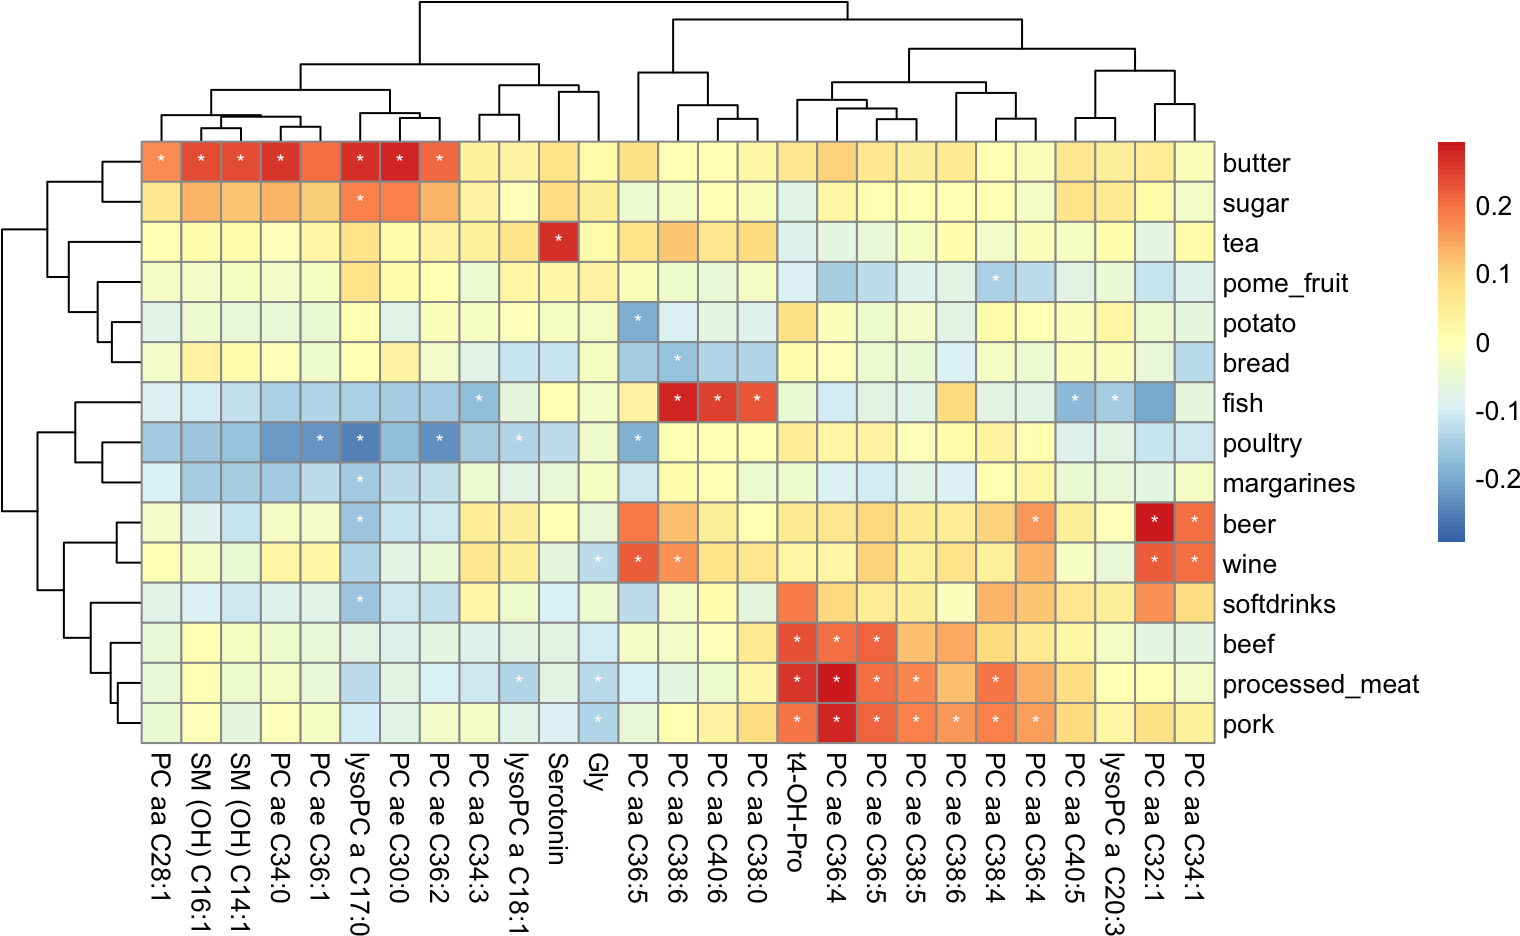 butter
sugar
tea
pome_fruit
potato
bread
fish
poultry
margarines
beer
wine
softdrinks
beef
processed_meat
pork
0.2
0.1
0
-0.1
-0.2
PC aa C28:1
SM (OH) C16:1
SM (OH) C14:1
PC ae C34:0
PC ae C36:1
lysoPC a C17:0
PC ae C30:0
PC ae C36:2
PC aa C34:3
lysoPC a C18:1
Serotonin
Gly
PC aa C36:5
PC aa C38:6
PC aa C40:6
PC aa C38:0
t4-OH-Pro
PC ae C36:4
PC ae C36:5
PC ae C38:5
PC ae C38:6
PC aa C38:4
PC aa C36:4
PC aa C40:5
lysoPC a C20:3
PC aa C32:1
PC aa C34:1